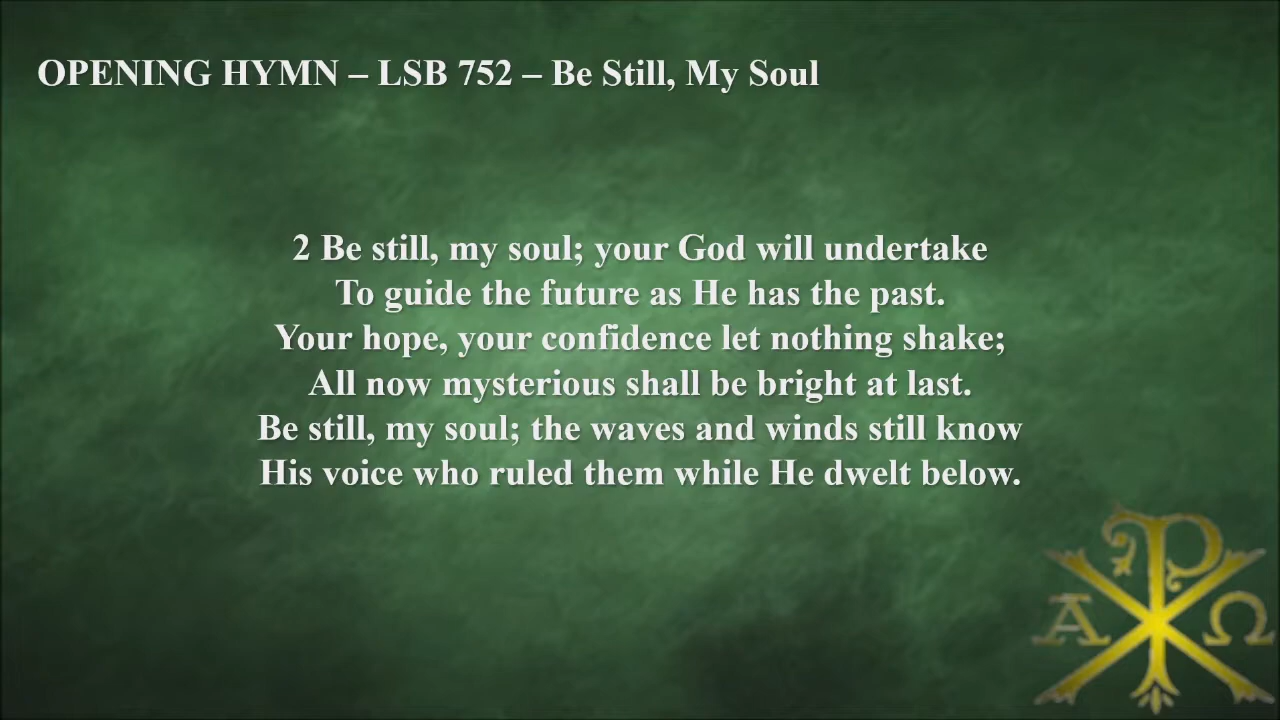 OPENING HYMN – LSB 752 – Be Still, My Soul
2 Be still, my soul; your God will undertake
To guide the future as He has the past.
Your hope, your confidence let nothing shake;
All now mysterious shall be bright at last.
Be still, my soul; the waves and winds still know
His voice who ruled them while He dwelt below.
Α Ω